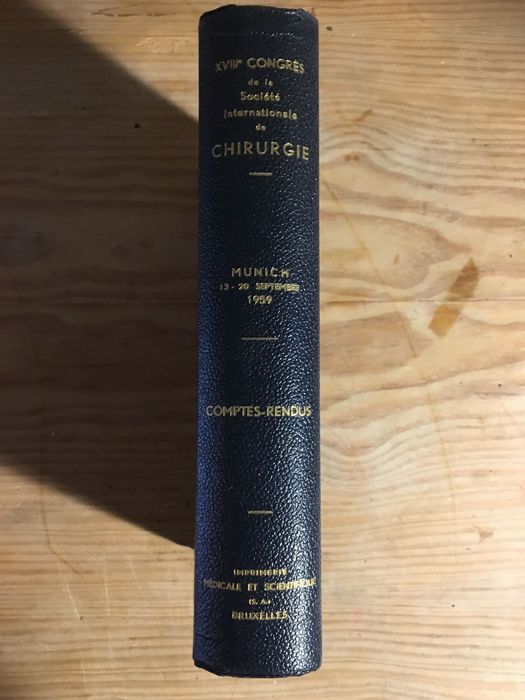 XVIIIe CONGRÈS
de la
Société
Internationale
de
CHIRURGIE
MUNICH
13 - 20 SEPTEMBRE
1959
COMPTES-RENDUS
IMPRIMERIE
MÉDICALE ET SCIENTIFIQUE
(S. A.)
BRUXELLES